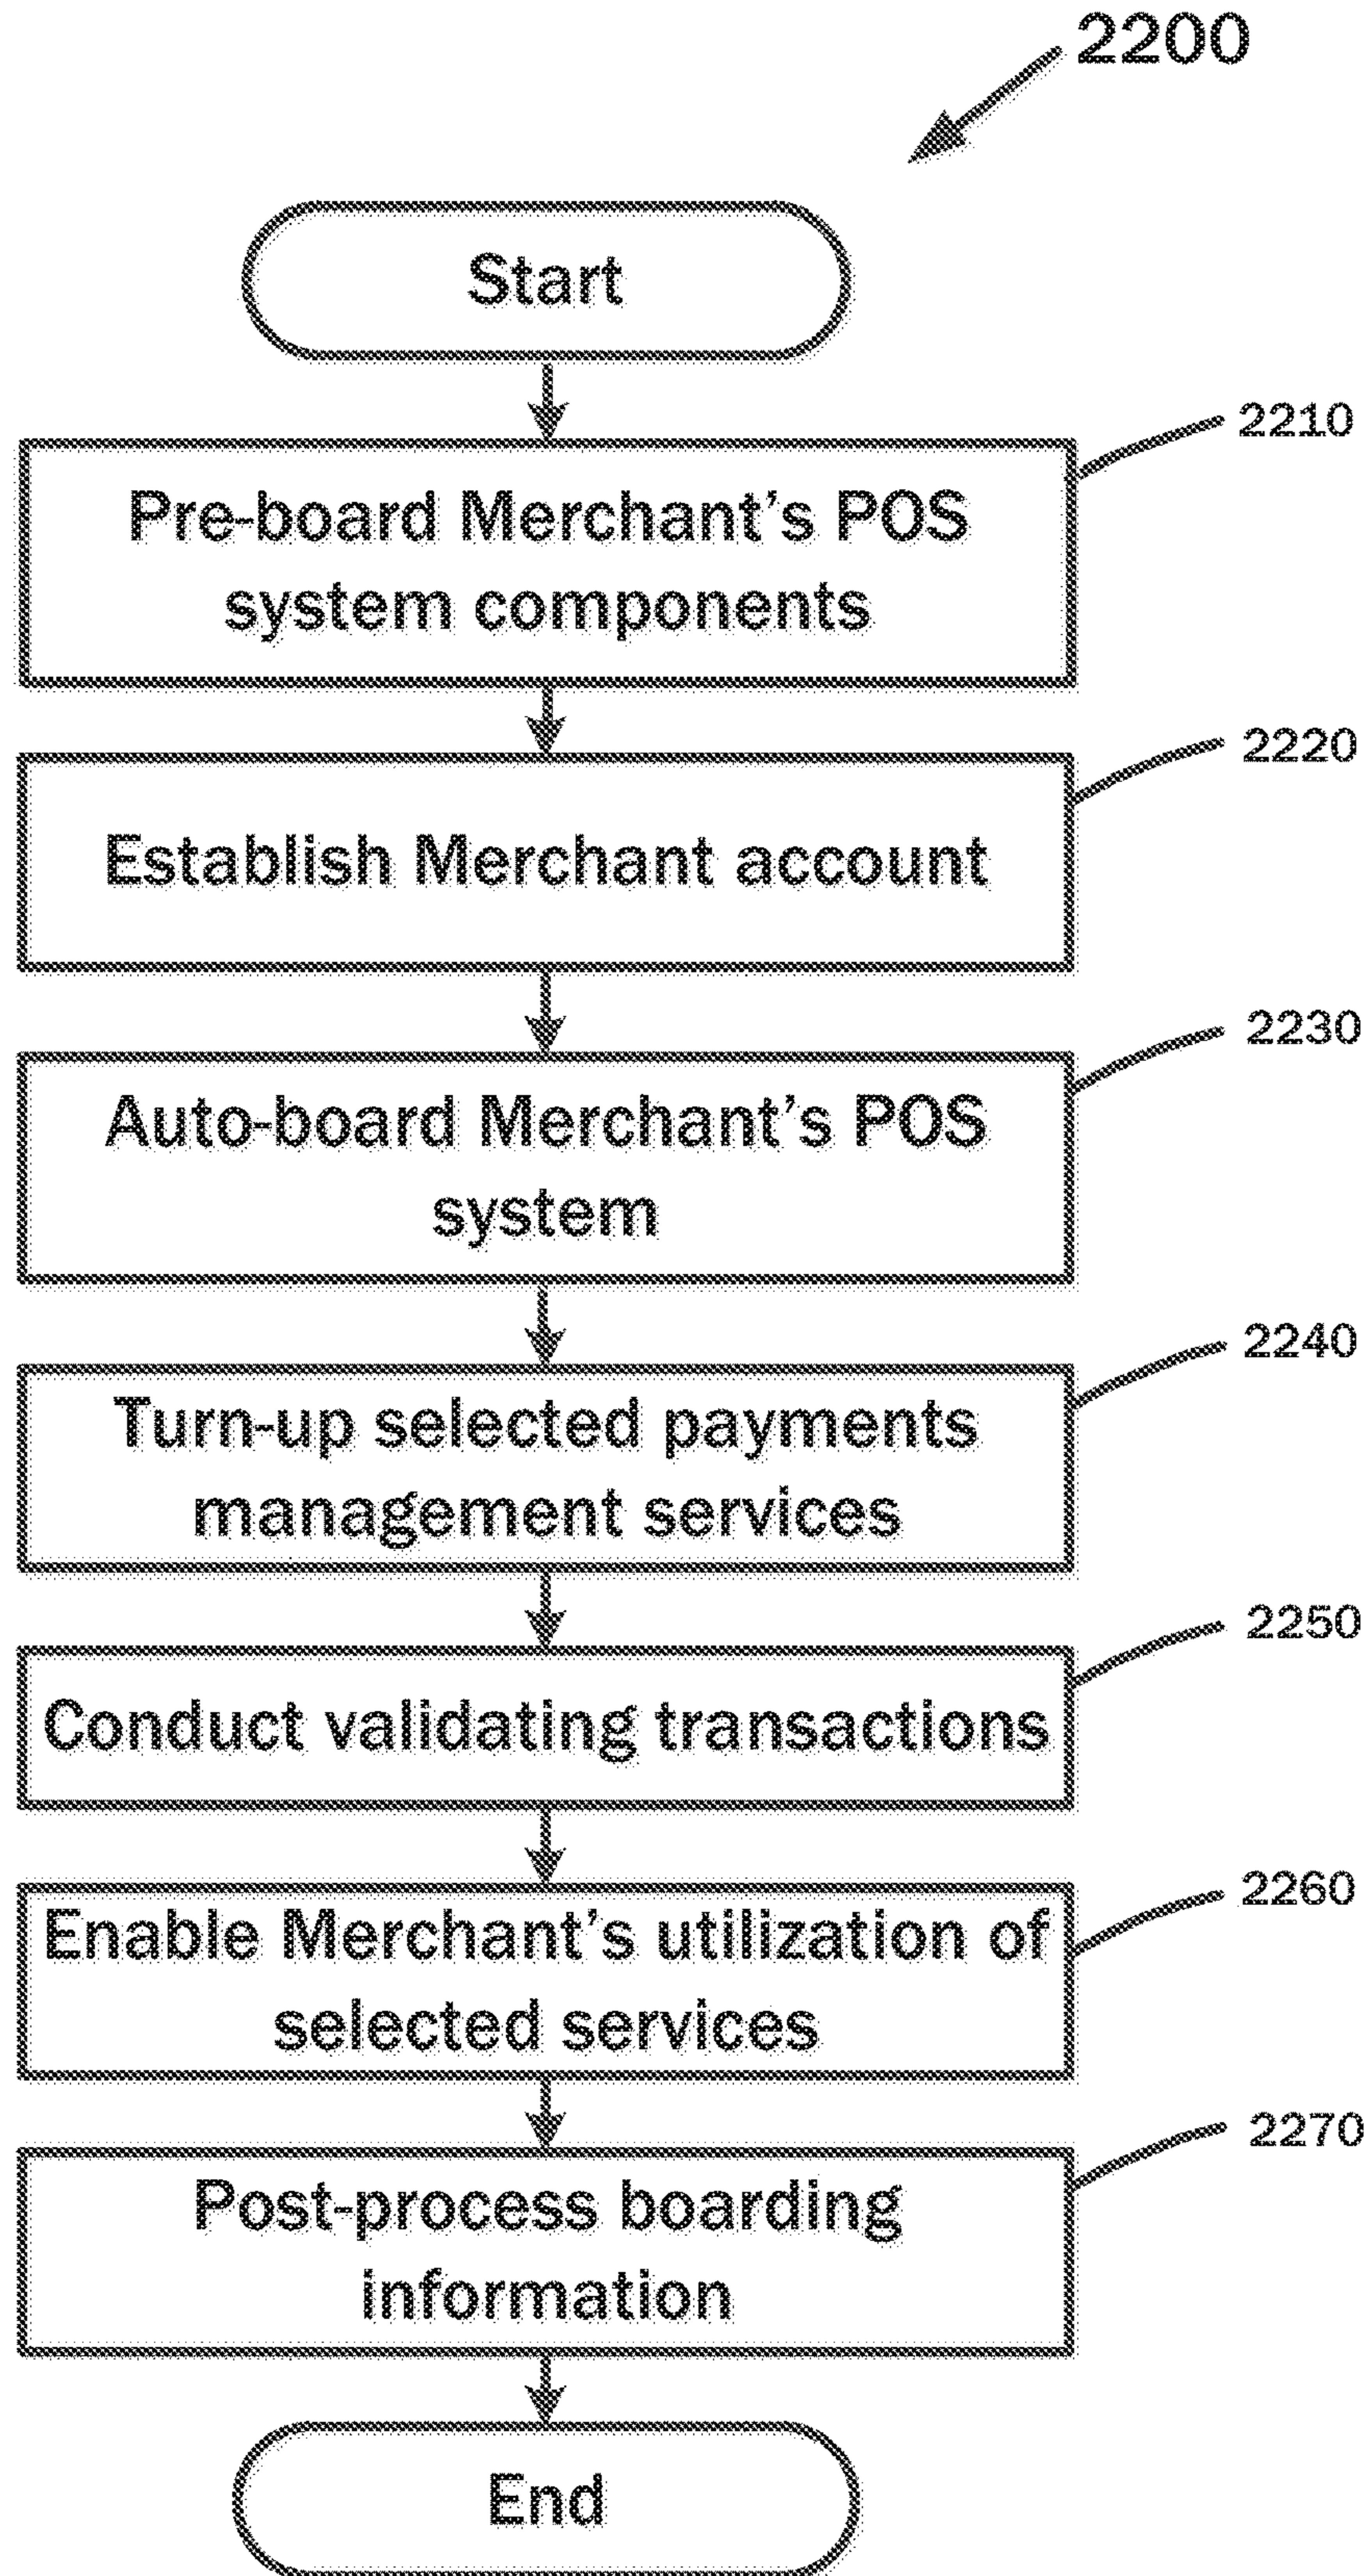 2200
Start
2210
Pre-board Merchant's POS
system components
2220
Establish Merchant account
2230
Auto-board Merchant's POS
system
2240
Turn-up selected payments
management services
2250
Conduct validating transactions
2260
Enable Merchant's utilization of
selected services
2270
Post-process boarding
information
End